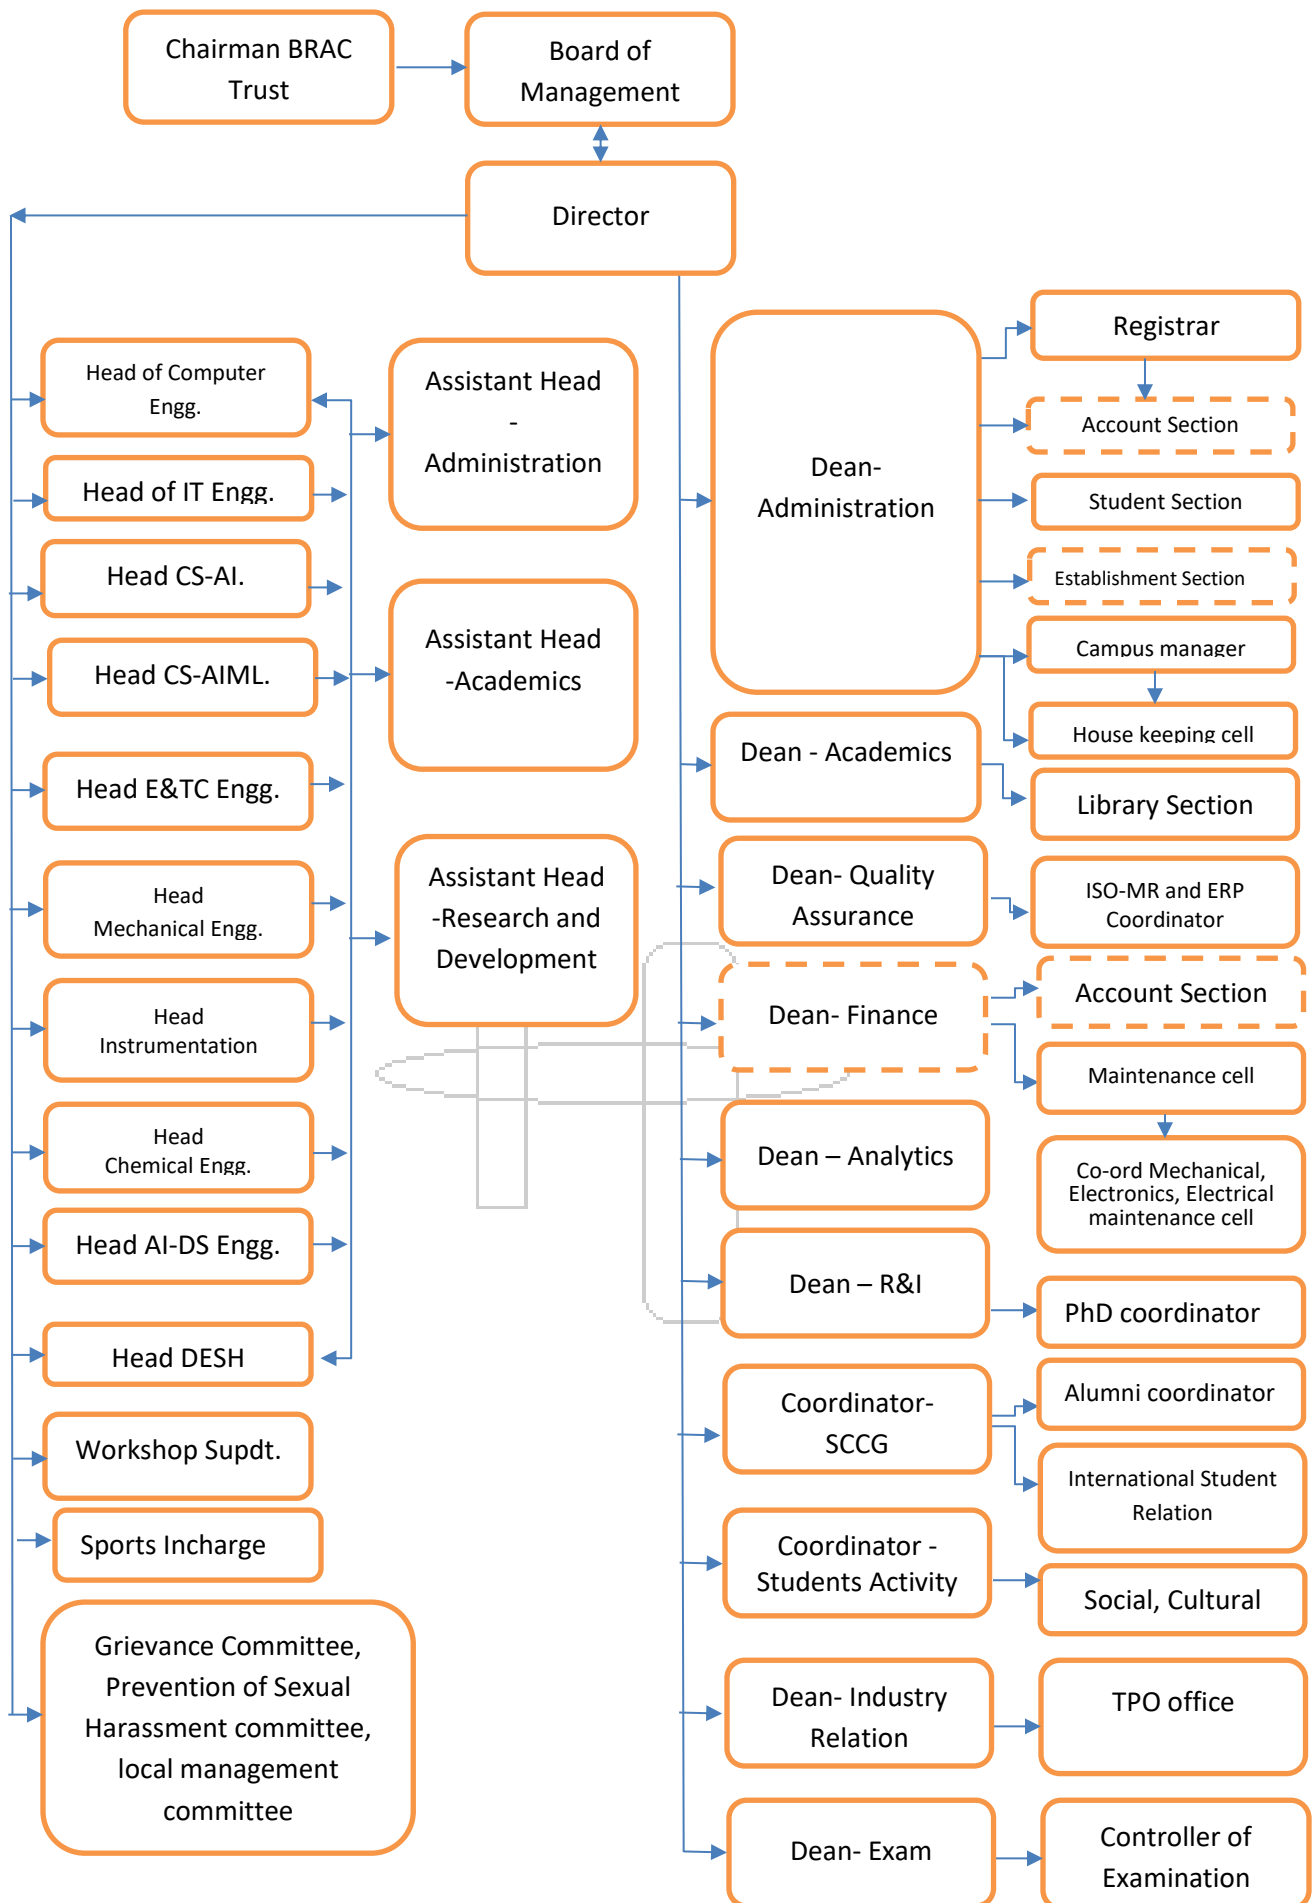 Chairman BRAC
Trust
Board of
Management
Director
Head of Computer
Engg.
Head of IT Engg.
Head CS-AI.
Head CS-AIML.
Head E&TC Engg.
Head
Mechanical Engg.
Head
Instrumentation
Head
Chemical Engg.
Head AI-DS Engg.
Head DESH
Workshop Supdt.
Sports Incharge
Grievance Committee,
Prevention of Sexual
Harassment committee,
local management
committee
Assistant Head
-
Administration
Assistant Head
-Academics
Assistant Head
-Research and
Development
Dean-
Administration
Registrar
Account Section
Student Section
Establishment Section
Campus manager
House keeping cell
Dean - Academics
Library Section
Dean- Quality
Assurance
ISO-MR and ERP
Coordinator
Dean- Finance
Account Section
Maintenance cell
Co-ord Mechanical,
Electronics, Electrical
maintenance cell
Dean – Analytics
Dean – R&I
PhD coordinator
Coordinator-
SCCG
Alumni coordinator
International Student
Relation
Coordinator -
Students Activity
Social, Cultural
Dean- Industry
Relation
TPO office
Dean- Exam
Controller of
Examination